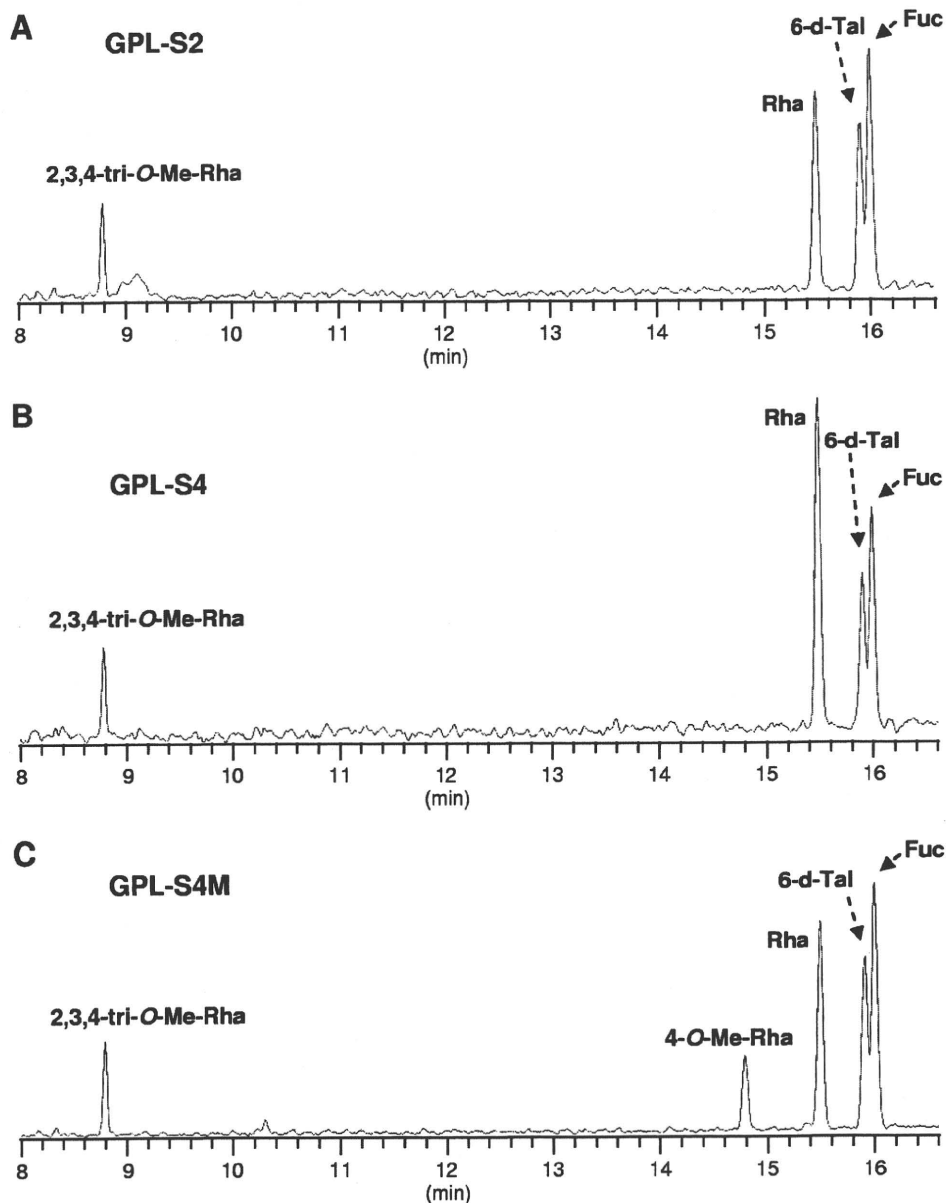 A
GPL-S2
6-d-Tal
Fuc
Rha
2,3,4-tri-O-Me-Rha
8 9 10 11 12 13 14 15 16
(min)
B
GPL-S4
Rha
6-d-Tal
Fuc
2,3,4-tri-O-Me-Rha
8 9 10 11 12 13 14 15 16
(min)
C
GPL-S4M
Fuc
6-d-Tal
Rha
2,3,4-tri-O-Me-Rha
4-O-Me-Rha
8 9 10 11 12 13 14 15 16
(min)